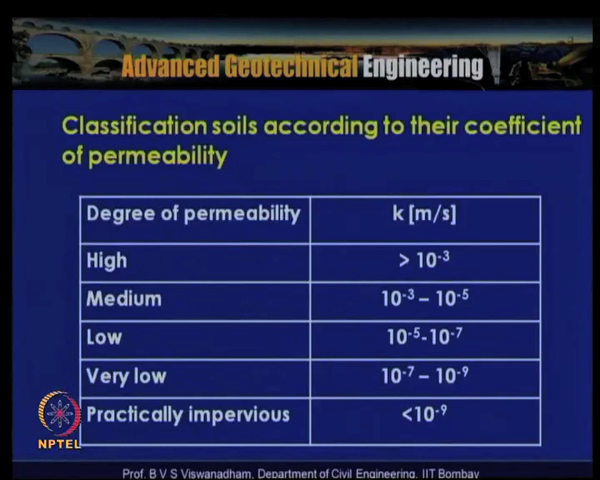 Advanced Geotechnical Engineering
Classification soils according to their coefficient
of permeability
Degree of permeability k [m/s]
High > 10⁻³
Medium 10⁻³ – 10⁻⁵
Low 10⁻⁵-10⁻⁷
Very low 10⁻⁷ – 10⁻⁹
Practically impervious <10⁻⁹
NPTEL
Prof. B V S Viswanadham, Department of Civil Engineering, IIT Bombay